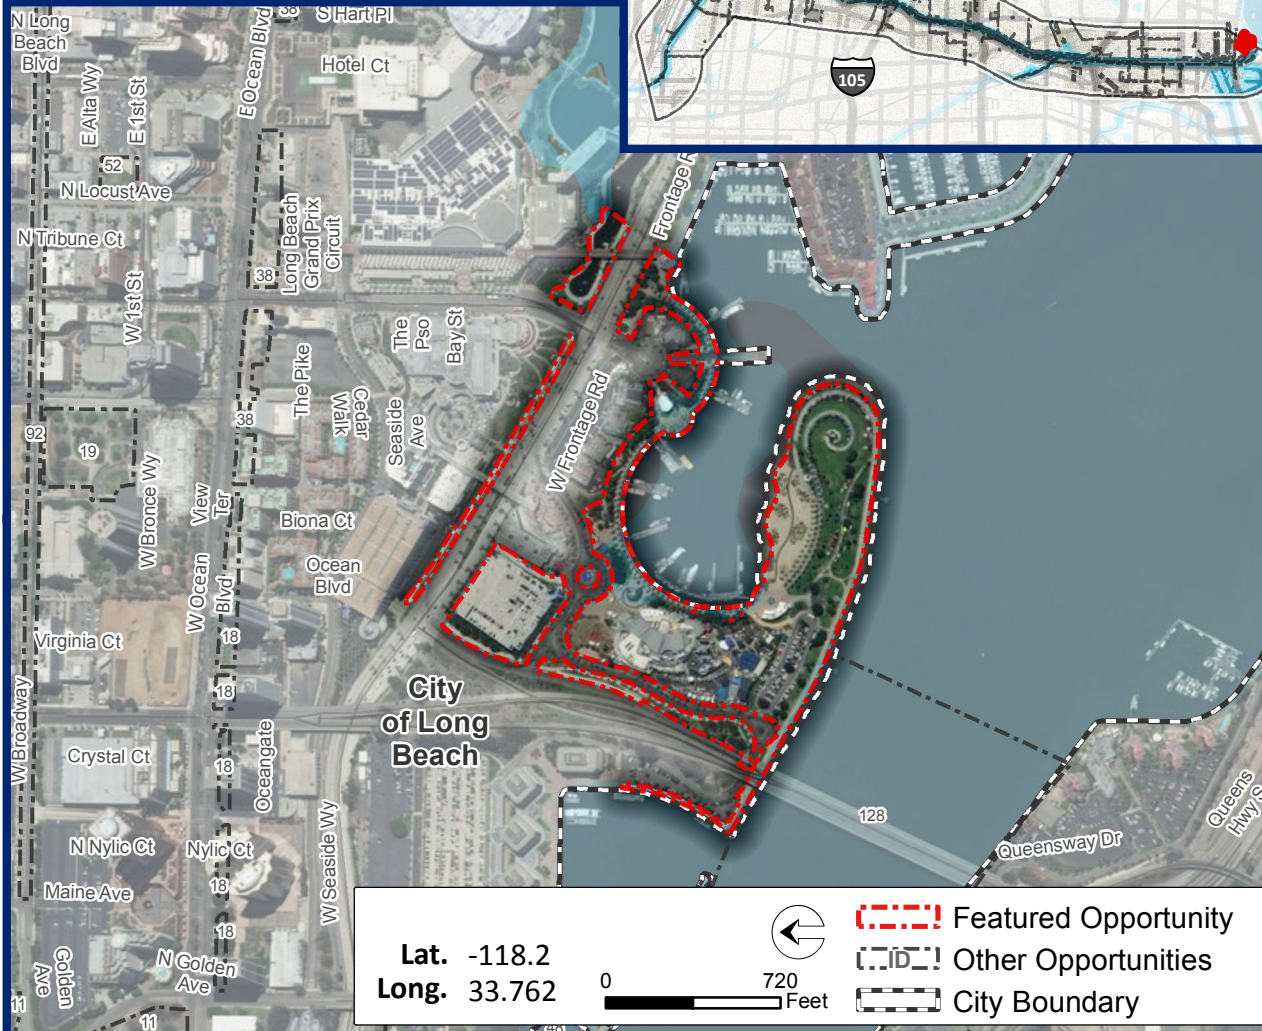 N Long
Beach
Blvd
E Alta Wy
E 1st St
E Ocean Blvd
38
S Hart Pl
Hotel Ct
105
52
N Locust Ave
N Tribune Ct
W 1st St
38
Long Beach
Grand Prix
Circuit
Frontage R
The Pike
The
Pso
Bay St
Cedar
Walk
Seaside
Ave
W Frontage Rd
92
19
38
W Bronce Wy
View
Ter
Biona Ct
Ocean
Blvd
W Ocean
Blvd
Virginia Ct
18
18
City
of Long
Beach
W Broadway
Crystal Ct
18
Oceangate
128
Queens
Hwy S
Queensway Dr
N Nylic Ct
Nylic Ct
W Seaside Wy
Maine Ave
18
18
Golden
Ave
N Golden
Ave
11
11
Lat. -118.2
Long. 33.762
0 720
Feet
Featured Opportunity
ID Other Opportunities
City Boundary